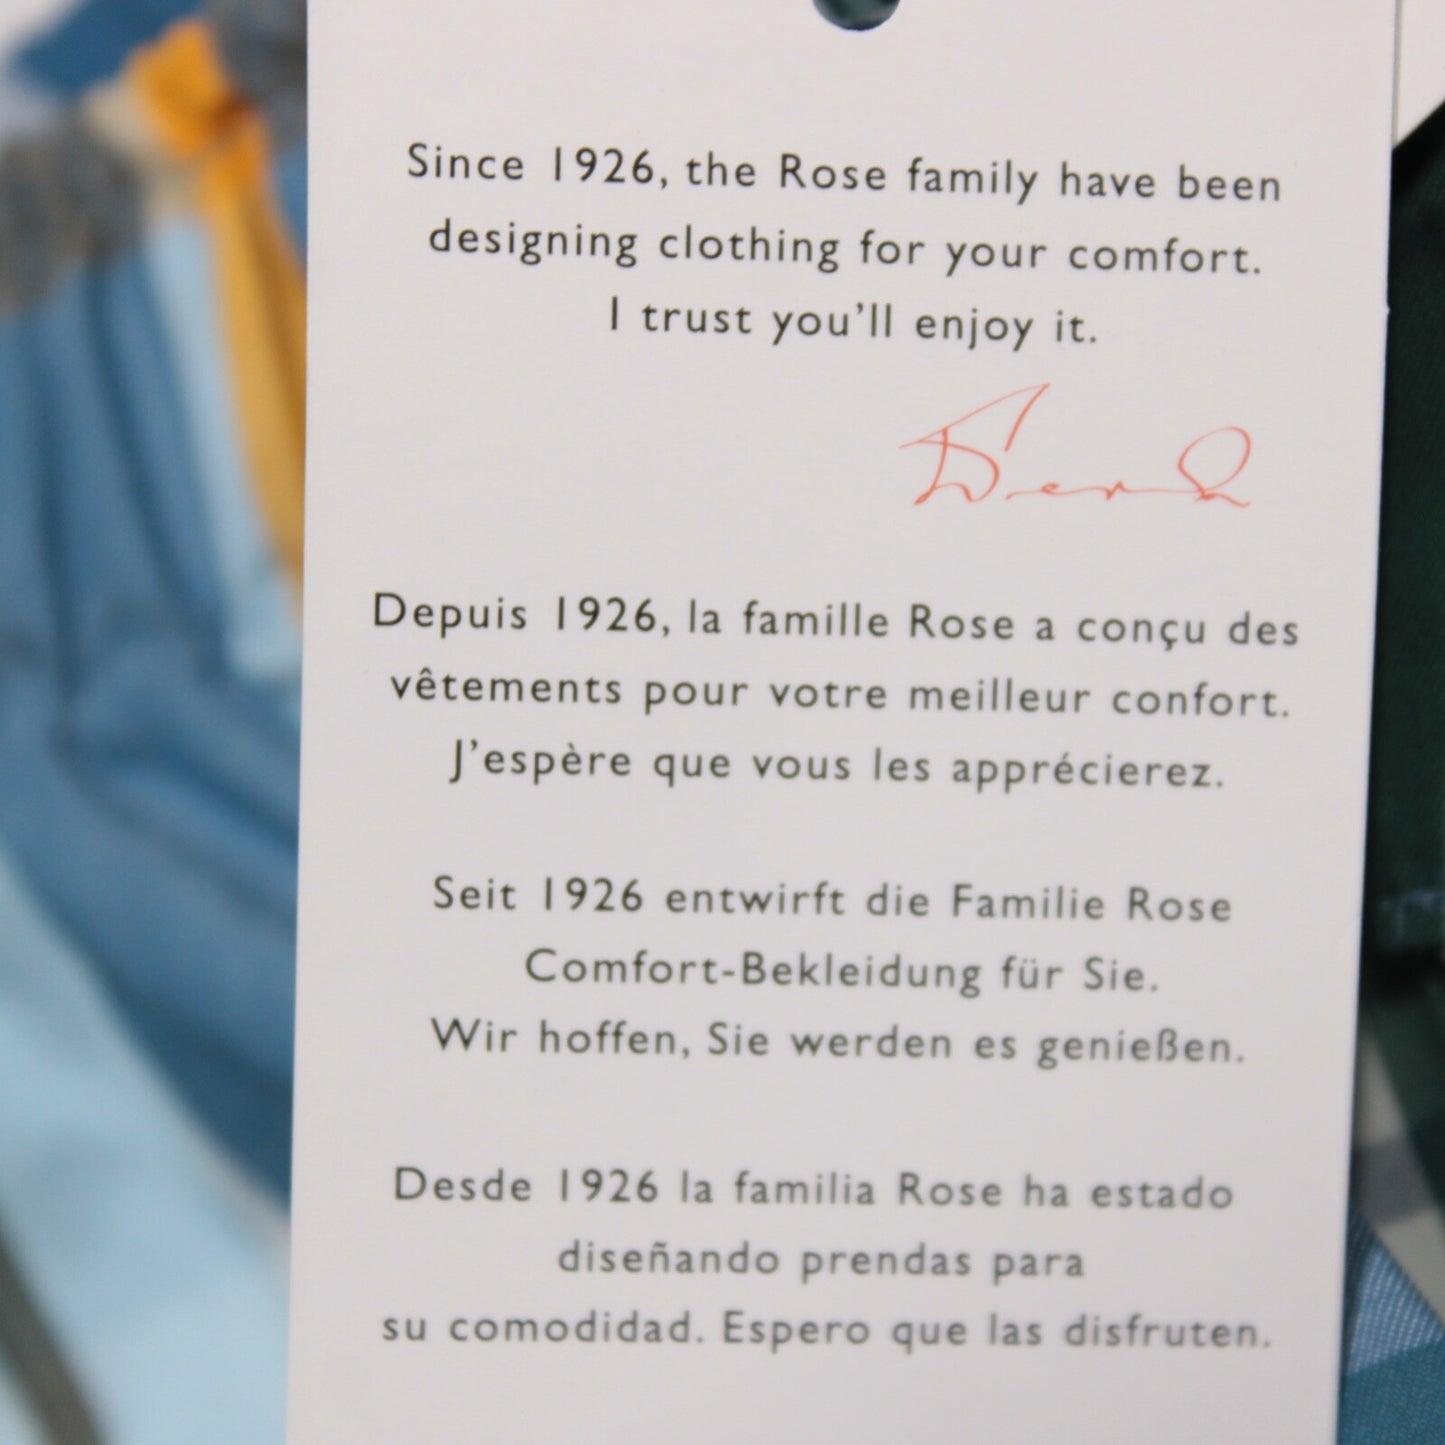 Since 1926, the Rose family have been
designing clothing for your comfort.
I trust you'll enjoy it.
Depuis 1926, la famille Rose a conçu des
vêtements pour votre meilleur confort.
J'espère que vous les apprécierez.
Seit 1926 entwirft die Familie Rose
Comfort-Bekleidung für Sie.
Wir hoffen, Sie werden es genießen.
Desde 1926 la familia Rose ha estado
diseñando prendas para
su comodidad. Espero que las disfruten.